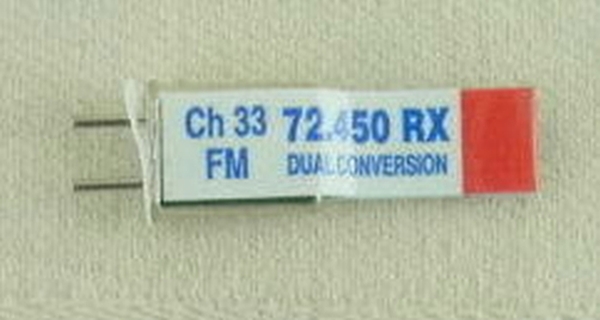 Ch 33 72.450 RX
FM DUAL CONVERSION